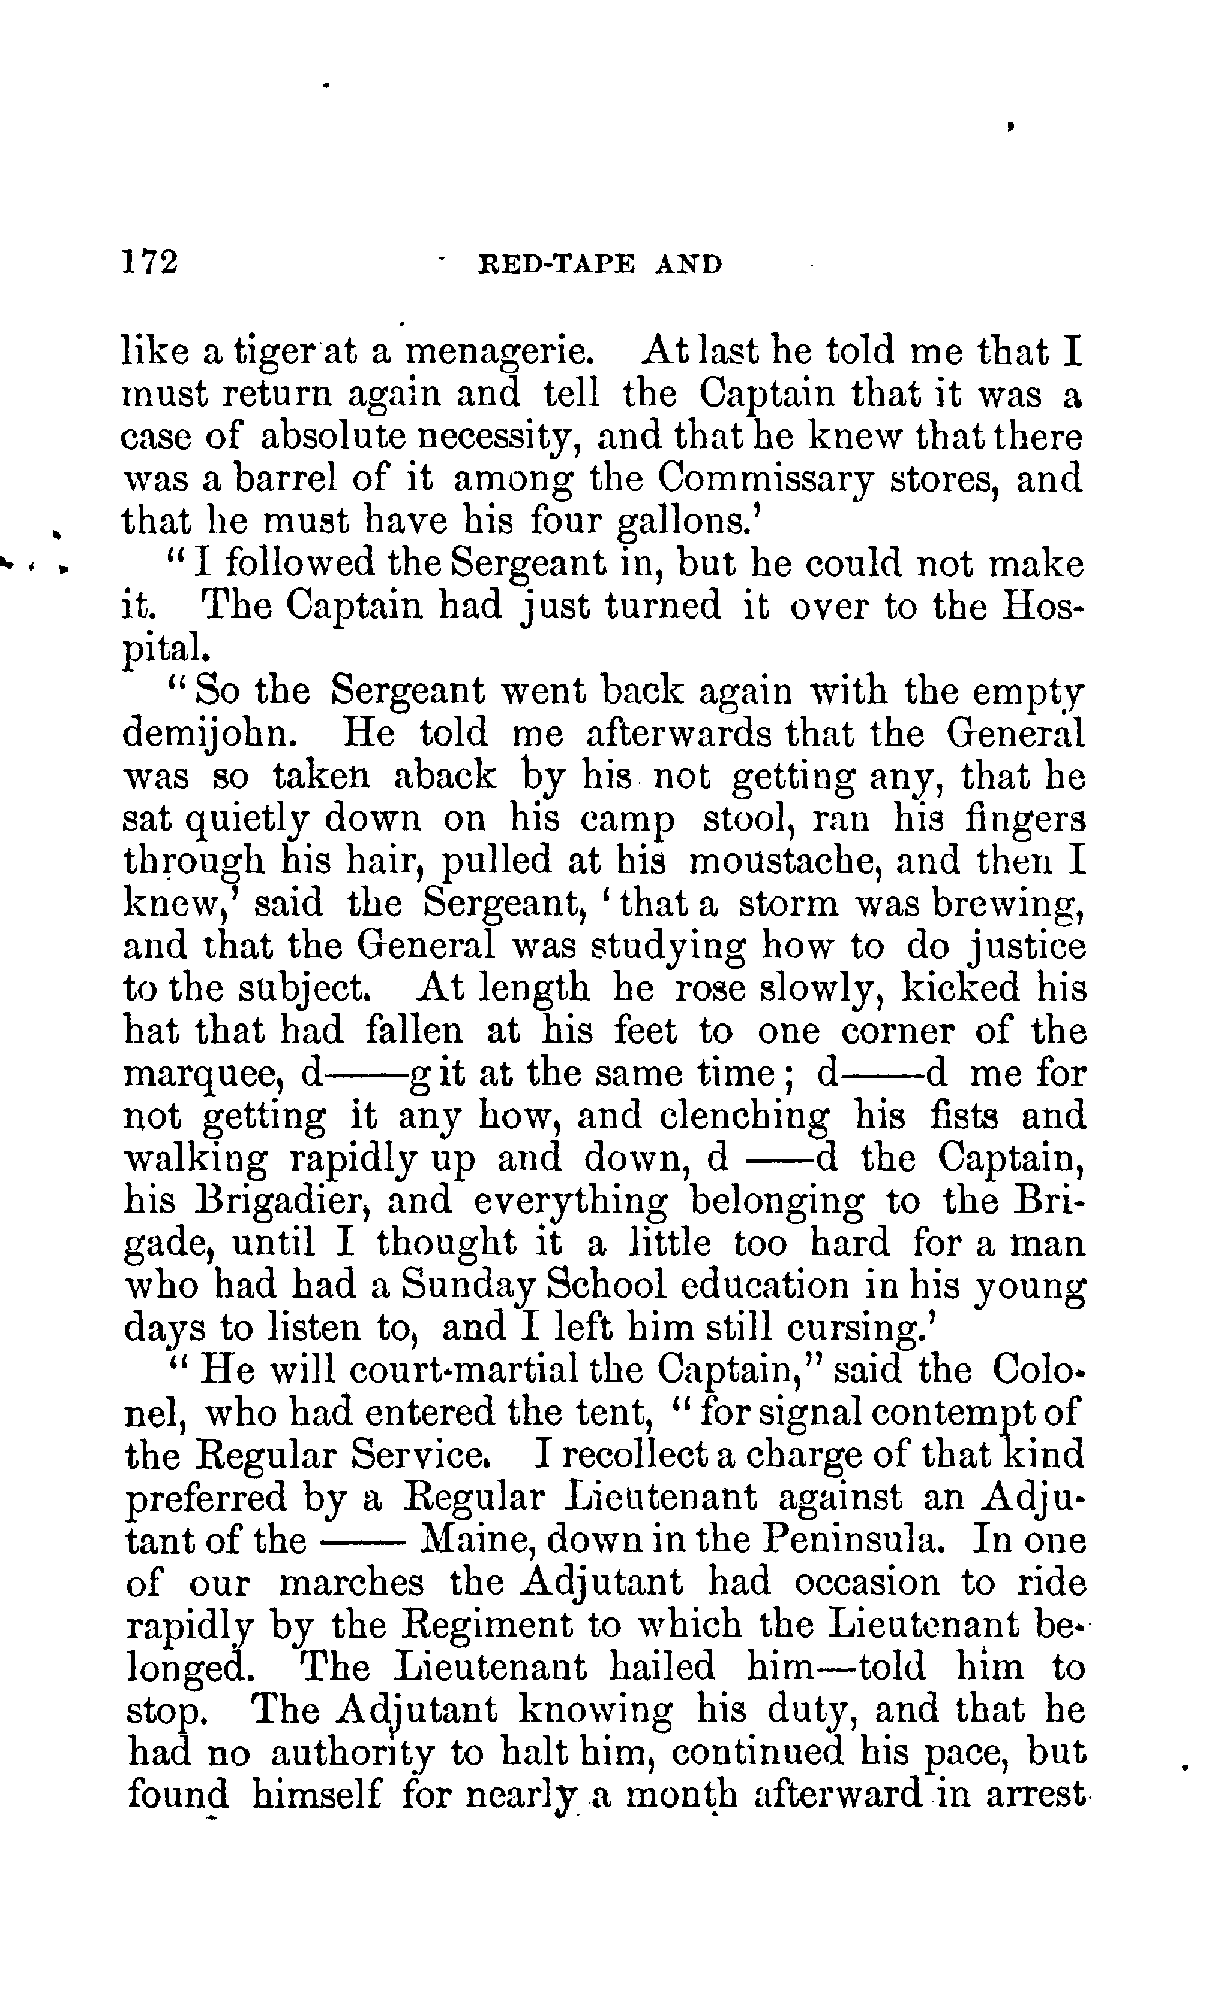 172 RED-TAPE AND
like a tiger at a menagerie. At last he told me that I
must return again and tell the Captain that it was a
case of absolute necessity, and that he knew that there
was a barrel of it among the Commissary stores, and
that he must have his four gallons.'
"I followed the Sergeant in, but he could not make
it. The Captain had just turned it over to the Hos-
pital.
"So the Sergeant went back again with the empty
demijohn. He told me afterwards that the General
was so taken aback by his not getting any, that he
sat quietly down on his camp stool, ran his fingers
through his hair, pulled at his moustache, and then I
knew,' said the Sergeant, 'that a storm was brewing,
and that the General was studying how to do justice
to the subject. At length he rose slowly, kicked his
hat that had fallen at his feet to one corner of the
marquee, d——g it at the same time; d——d me for
not getting it any how, and clenching his fists and
walking rapidly up and down, d ——d the Captain,
his Brigadier, and everything belonging to the Bri-
gade, until I thought it a little too hard for a man
who had had a Sunday School education in his young
days to listen to, and I left him still cursing.'
"He will court-martial the Captain," said the Colo-
nel, who had entered the tent, "for signal contempt of
the Regular Service. I recollect a charge of that kind
preferred by a Regular Lieutenant against an Adju-
tant of the —— Maine, down in the Peninsula. In one
of our marches the Adjutant had occasion to ride
rapidly by the Regiment to which the Lieutenant be-
longed. The Lieutenant hailed him—told him to
stop. The Adjutant knowing his duty, and that he
had no authority to halt him, continued his pace, but
found himself for nearly a month afterward in arrest